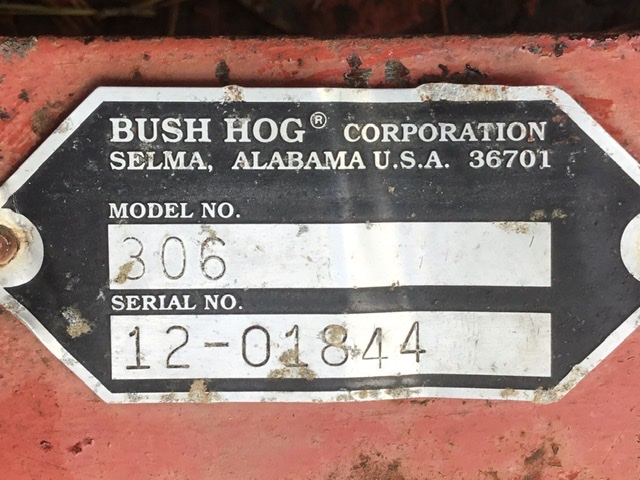 BUSH HOG® CORPORATION
SELMA, ALABAMA U.S.A. 36701
MODEL NO.
306
SERIAL NO.
12-01844